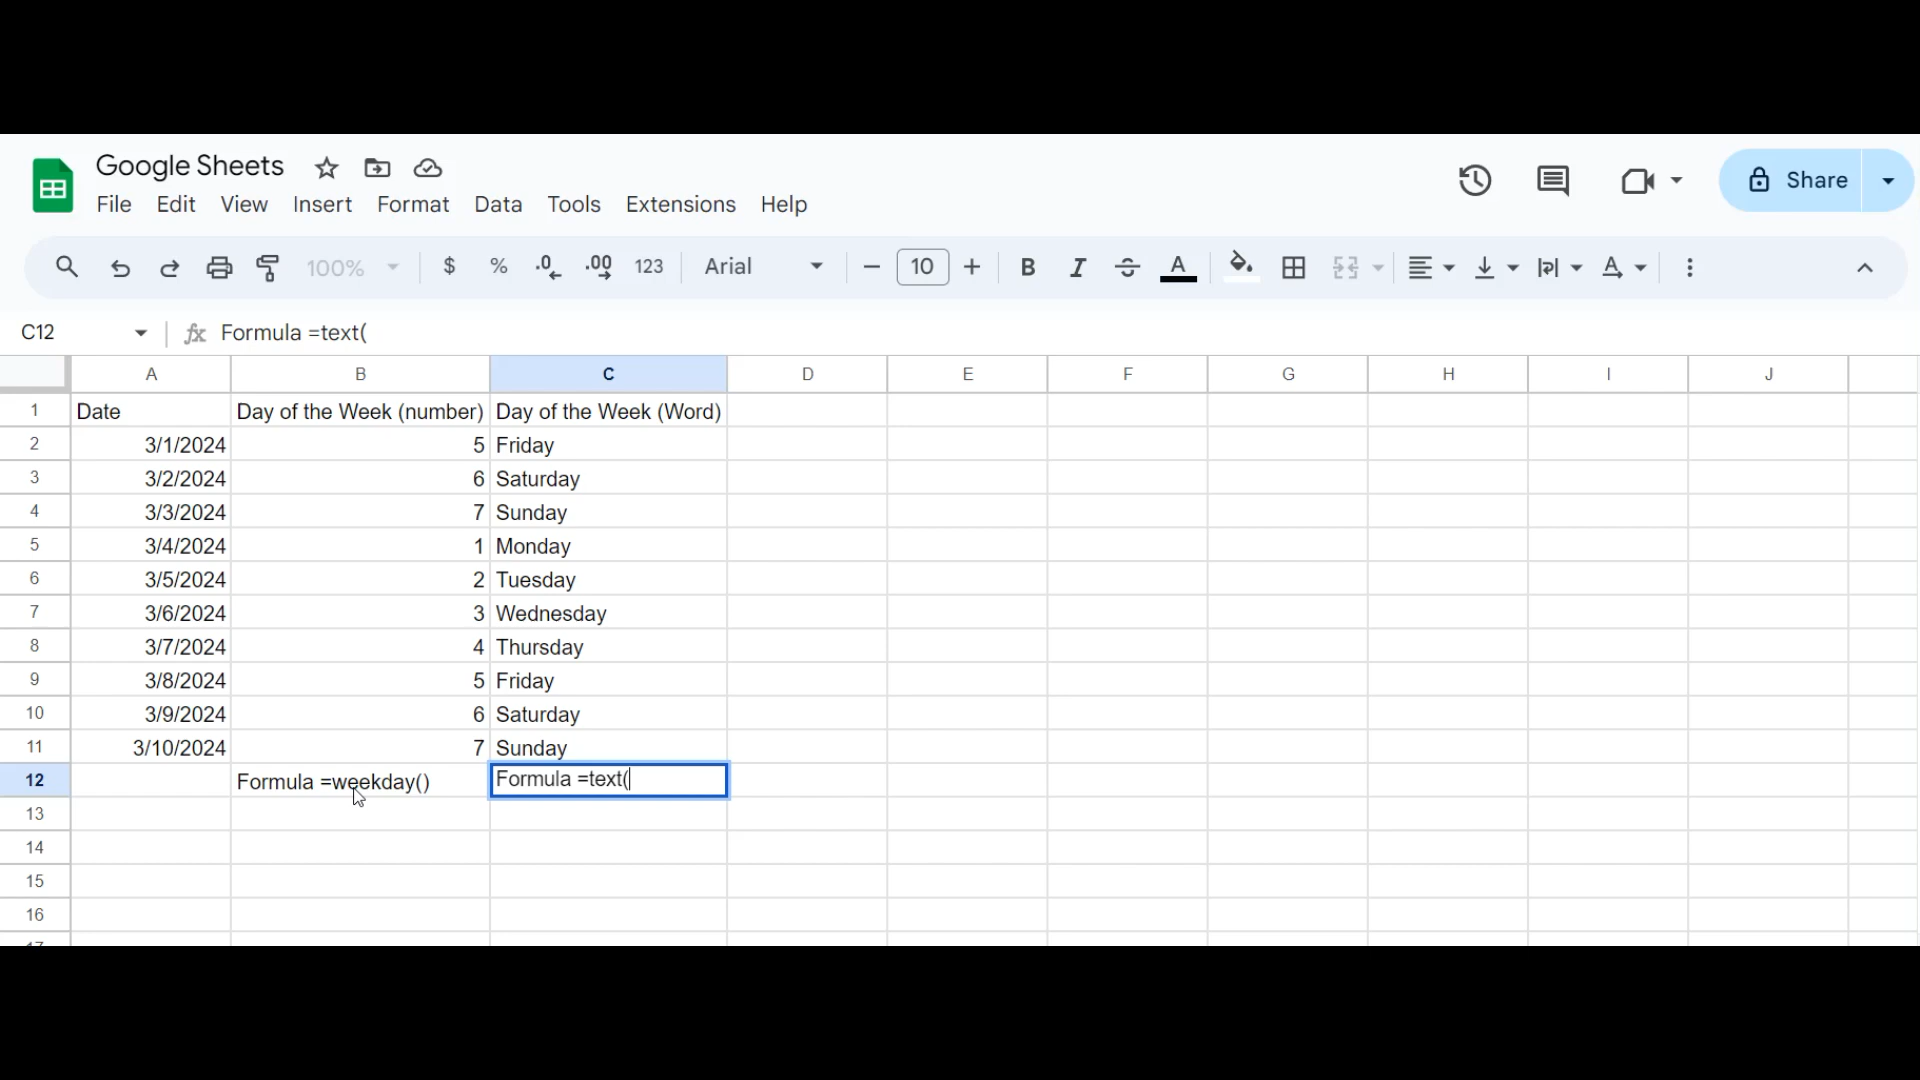 Google Sheets
File Edit View Insert Format Data Tools Extensions Help
Share
100% $ % .0 .00 123 Arial 10 B I S A A
C12 fx Formula =text(
A B C D E F G H I J
1 Date Day of the Week (number) Day of the Week (Word)
2 3/1/2024 5 Friday
3 3/2/2024 6 Saturday
4 3/3/2024 7 Sunday
5 3/4/2024 1 Monday
6 3/5/2024 2 Tuesday
7 3/6/2024 3 Wednesday
8 3/7/2024 4 Thursday
9 3/8/2024 5 Friday
10 3/9/2024 6 Saturday
11 3/10/2024 7 Sunday
12 Formula =weekday() Formula =text(
13
14
15
16